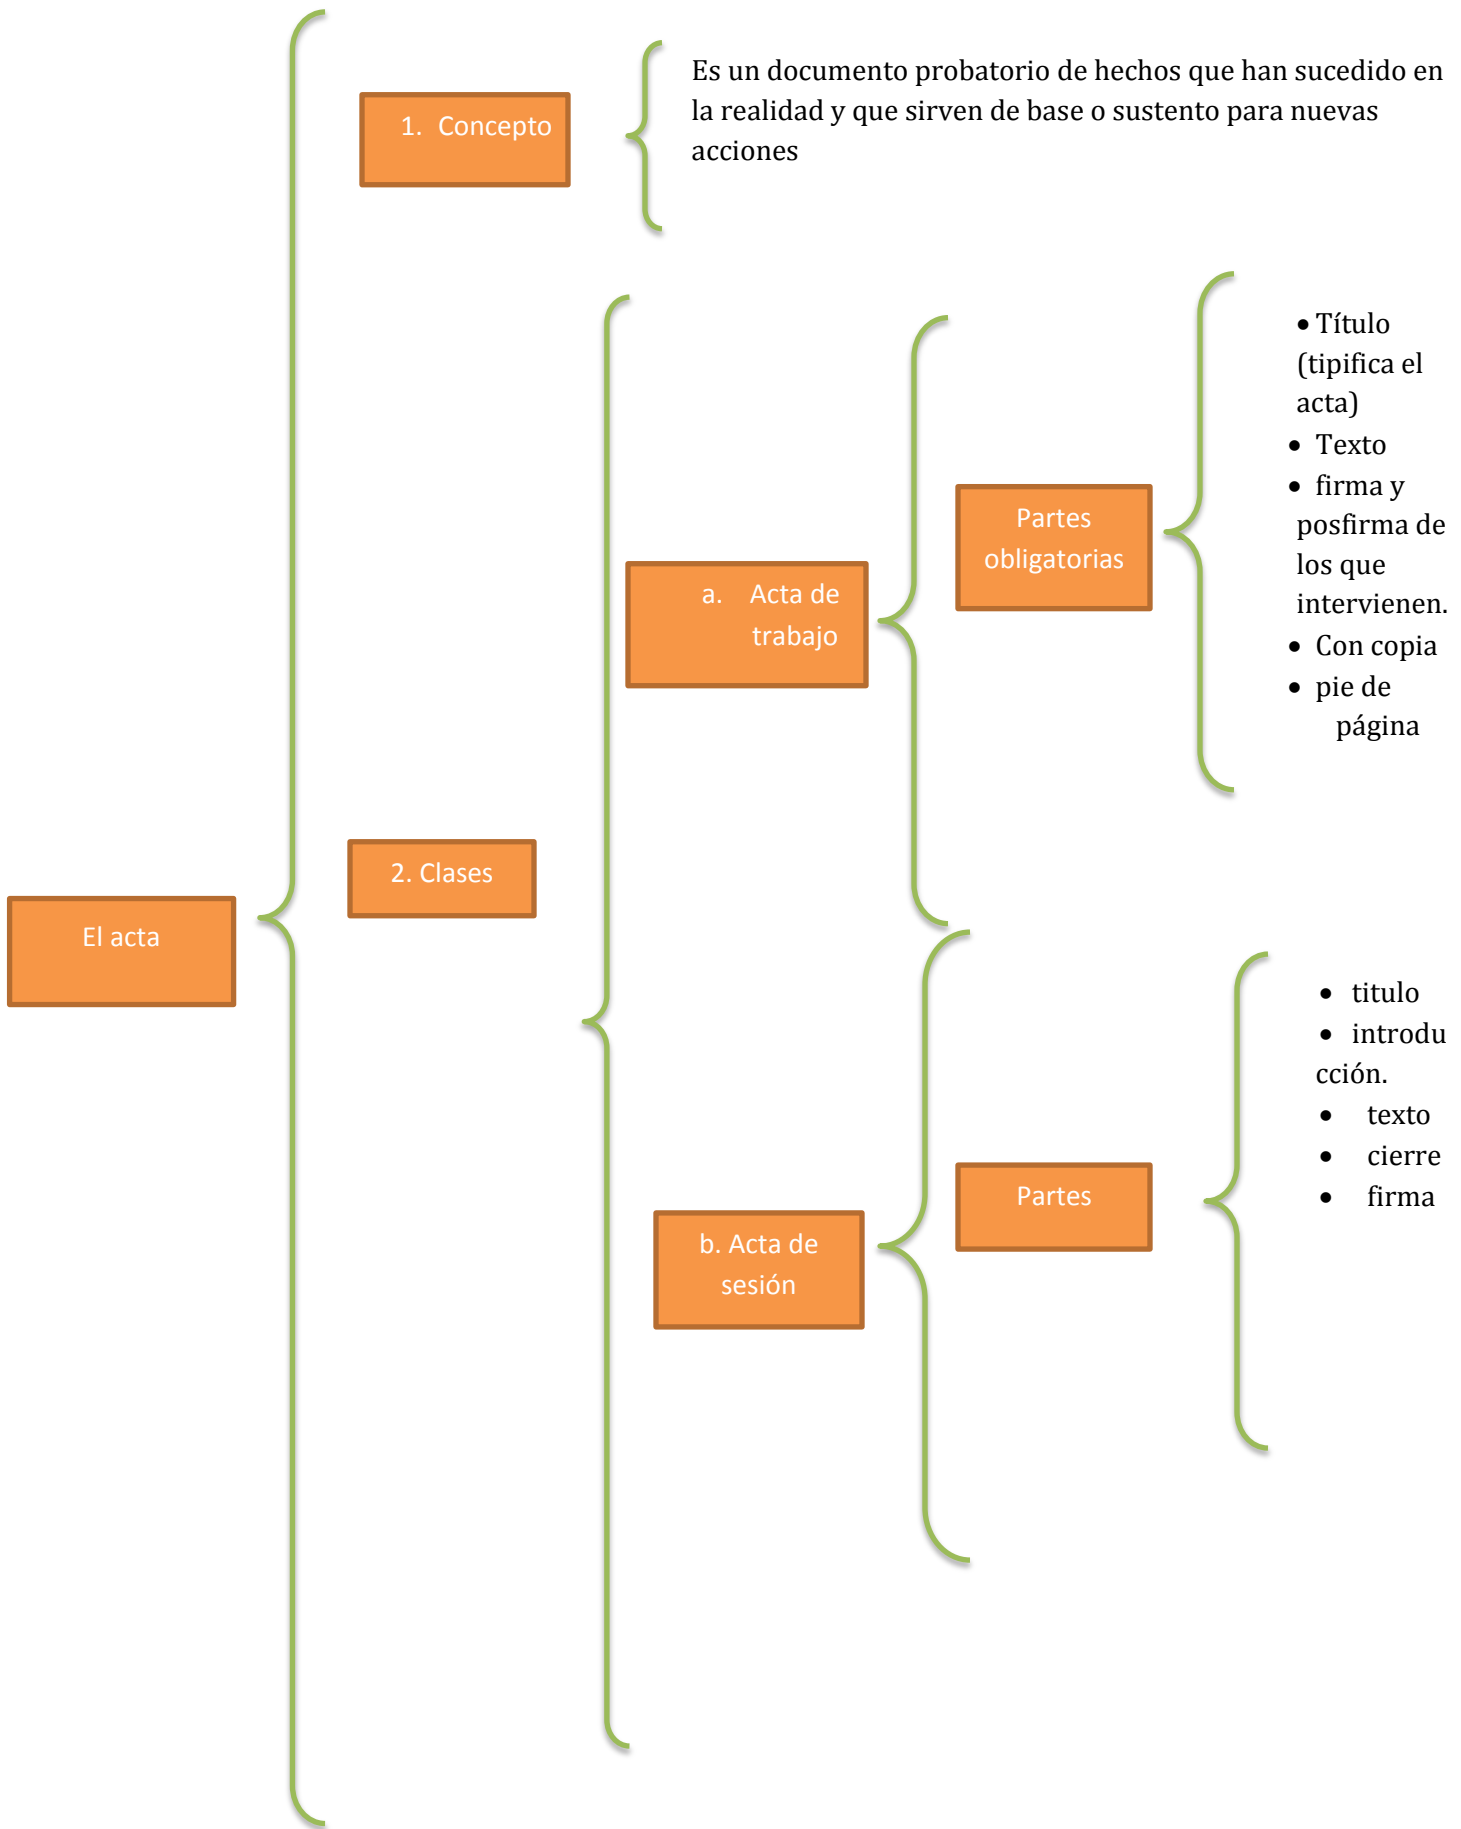 1. Concepto
Es un documento probatorio de hechos que han sucedido en
la realidad y que sirven de base o sustento para nuevas
acciones
El acta
2. Clases
a. Acta de
trabajo
Partes
obligatorias
• Título
(tipifica el
acta)
• Texto
• firma y
posfirma de
los que
intervienen.
• Con copia
• pie de
página
b. Acta de
sesión
Partes
• titulo
• introdu
cción.
• texto
• cierre
• firma